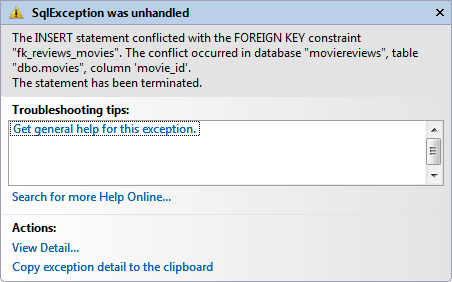 SqlException was unhandled
The INSERT statement conflicted with the FOREIGN KEY constraint
"fk_reviews_movies". The conflict occurred in database "moviereviews", table
"dbo.movies", column 'movie_id'.
The statement has been terminated.
Troubleshooting tips:
Get general help for this exception.
Search for more Help Online...
Actions:
View Detail...
Copy exception detail to the clipboard